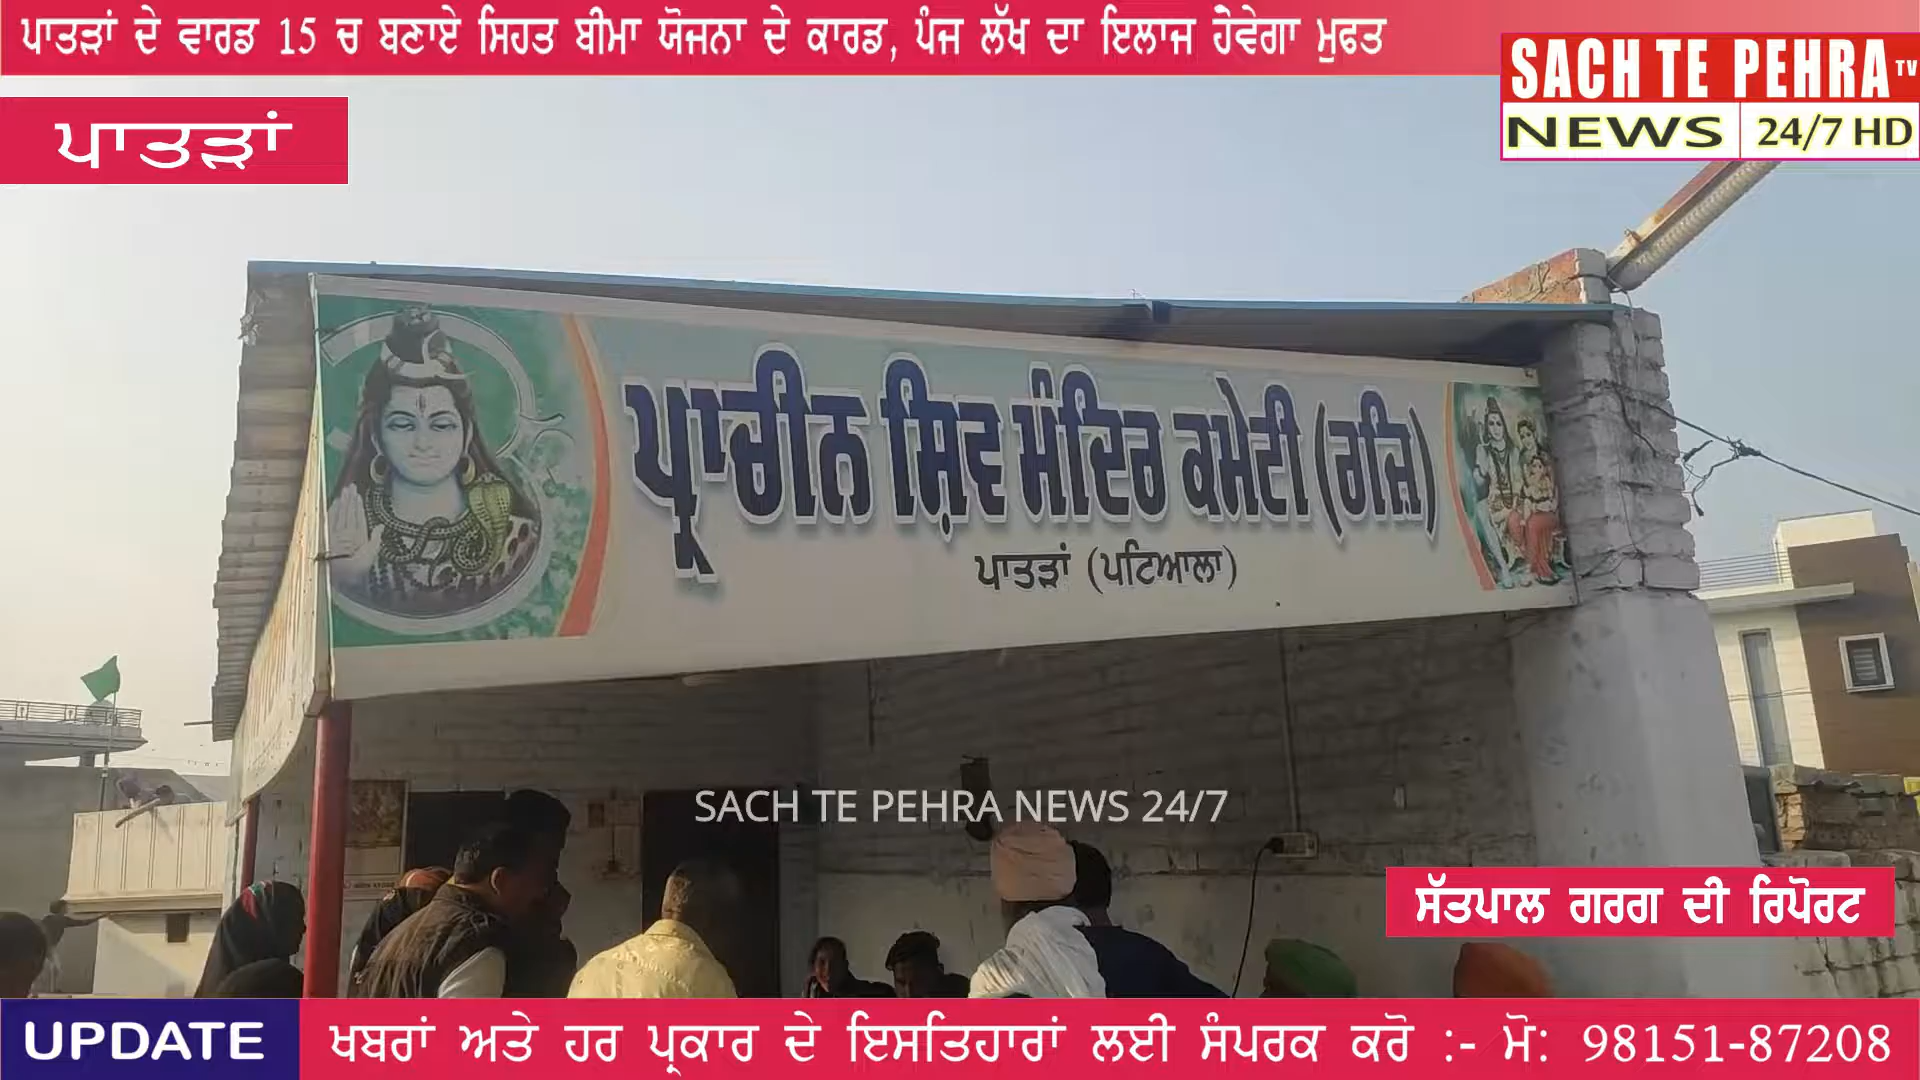 ਪਾਤੜਾਂ ਦੇ ਵਾਰਡ 15 ਚ ਬਣਾਏ ਸਿਹਤ ਬੀਮਾ ਯੋਜਨਾ ਦੇ ਕਾਰਡ, ਪੰਜ ਲੱਖ ਦਾ ਇਲਾਜ ਹੋਵੇਗਾ ਮੁਫਤ
SACH TE PEHRA TV
NEWS 24/7 HD
ਪਾਤੜਾਂ
ਪ੍ਰਾਚੀਨ ਸ਼ਿਵ ਮੰਦਿਰ ਕਮੇਟੀ (ਰਜਿ)
ਪਾਤੜਾਂ (ਪਟਿਆਲਾ)
SACH TE PEHRA NEWS 24/7
ਸੱਤਪਾਲ ਗਰਗ ਦੀ ਰਿਪੋਰਟ
UPDATE ਖਬਰਾਂ ਅਤੇ ਹਰ ਪ੍ਰਕਾਰ ਦੇ ਇਸਤਿਹਾਰਾਂ ਲਈ ਸੰਪਰਕ ਕਰੋ :- ਮੋ: 98151-87208